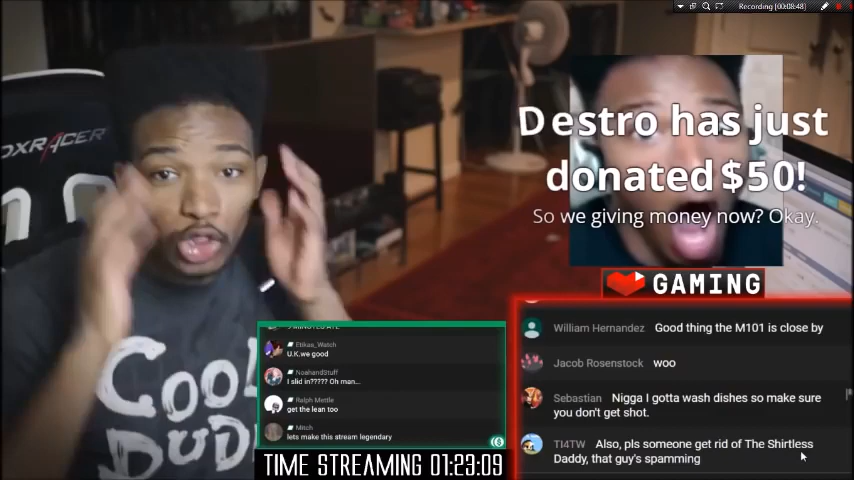 Recording [00:08:48]
DXRACER
Destro has just
donated $50!
So we giving money now? Okay.
GAMING
William Hernandez Good thing the M101 is close by
Jacob Rosenstock woo
Sebastian Nigga I gotta wash dishes so make sure
you don't get shot.
TI4TW Also, pls someone get rid of The Shirtless
Daddy, that guy's spamming
Etikas_Watch
U.K.we good
NoahandStuff
I slid in????? Oh man...
Ralph Mettle
get the lean too
Mitch
lets make this stream legendary
COOL
DUDE
TIME STREAMING 01:23:09